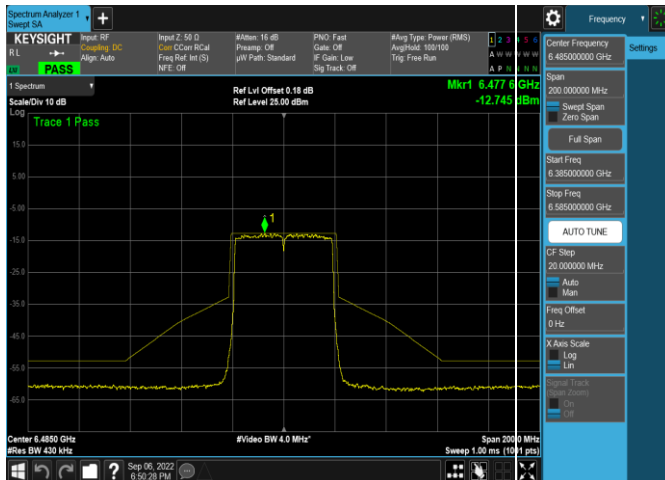 Spectrum Analyzer 1
Swept SA
Frequency
KEYSIGHT
R L
PASS
Input: RF
Coupling: DC
Align: Auto
Input Z: 50 Ω
Corr CCorr RCal
Freq Ref: Int (S)
NFE: Off
#Atten: 16 dB
Preamp: Off
µW Path: Standard
PNO: Fast
Gate: Off
IF Gain: Low
Sig Track: Off
#Avg Type: Power (RMS)
Avg|Hold: 100/100
Trig: Free Run
1 2 3 4 5 6
A W W W W W
A P N N N N
1 Spectrum
Scale/Div 10 dB
Ref Lvl Offset 0.18 dB
Ref Level 25.00 dBm
Mkr1 6.477 6 GHz
-12.745 dBm
Log
Trace 1 Pass
15.0
5.00
-5.00
-15.0
-25.0
-35.0
-45.0
-55.0
-65.0
1
Center 6.4850 GHz
#Res BW 430 kHz
#Video BW 4.0 MHz*
Span 200.0 MHz
Sweep 1.00 ms (1001 pts)
Sep 06, 2022
6:50:28 PM
Center Frequency
6.485000000 GHz
Settings
Span
200.000000 MHz
Swept Span
Zero Span
Full Span
Start Freq
6.385000000 GHz
Stop Freq
6.585000000 GHz
AUTO TUNE
CF Step
20.000000 MHz
Auto
Man
Freq Offset
0 Hz
X Axis Scale
Log
Lin
Signal Track
(Span Zoom)
On
Off